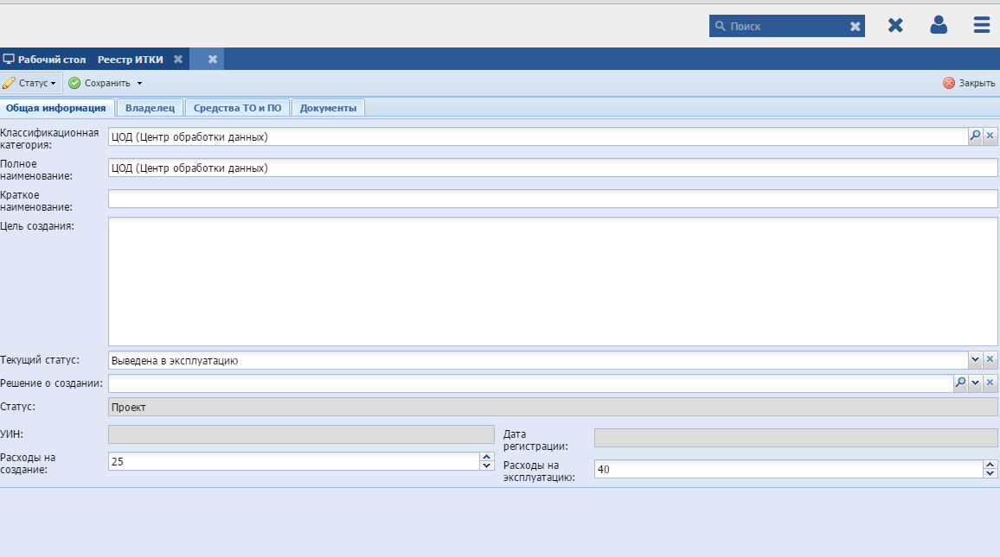 Поиск
Рабочий стол Реестр ИТКИ
Статус Сохранить Закрыть
Общая информация Владелец Средства ТО и ПО Документы
Классификационная
категория:
ЦОД (Центр обработки данных)
Полное
наименование:
ЦОД (Центр обработки данных)
Краткое
наименование:
Цель создания:
Текущий статус: Выведена в эксплуатацию
Решение о создании:
Статус: Проект
УИН:
Дата
регистрации:
Расходы на
создание:
25
Расходы на
эксплуатацию:
40